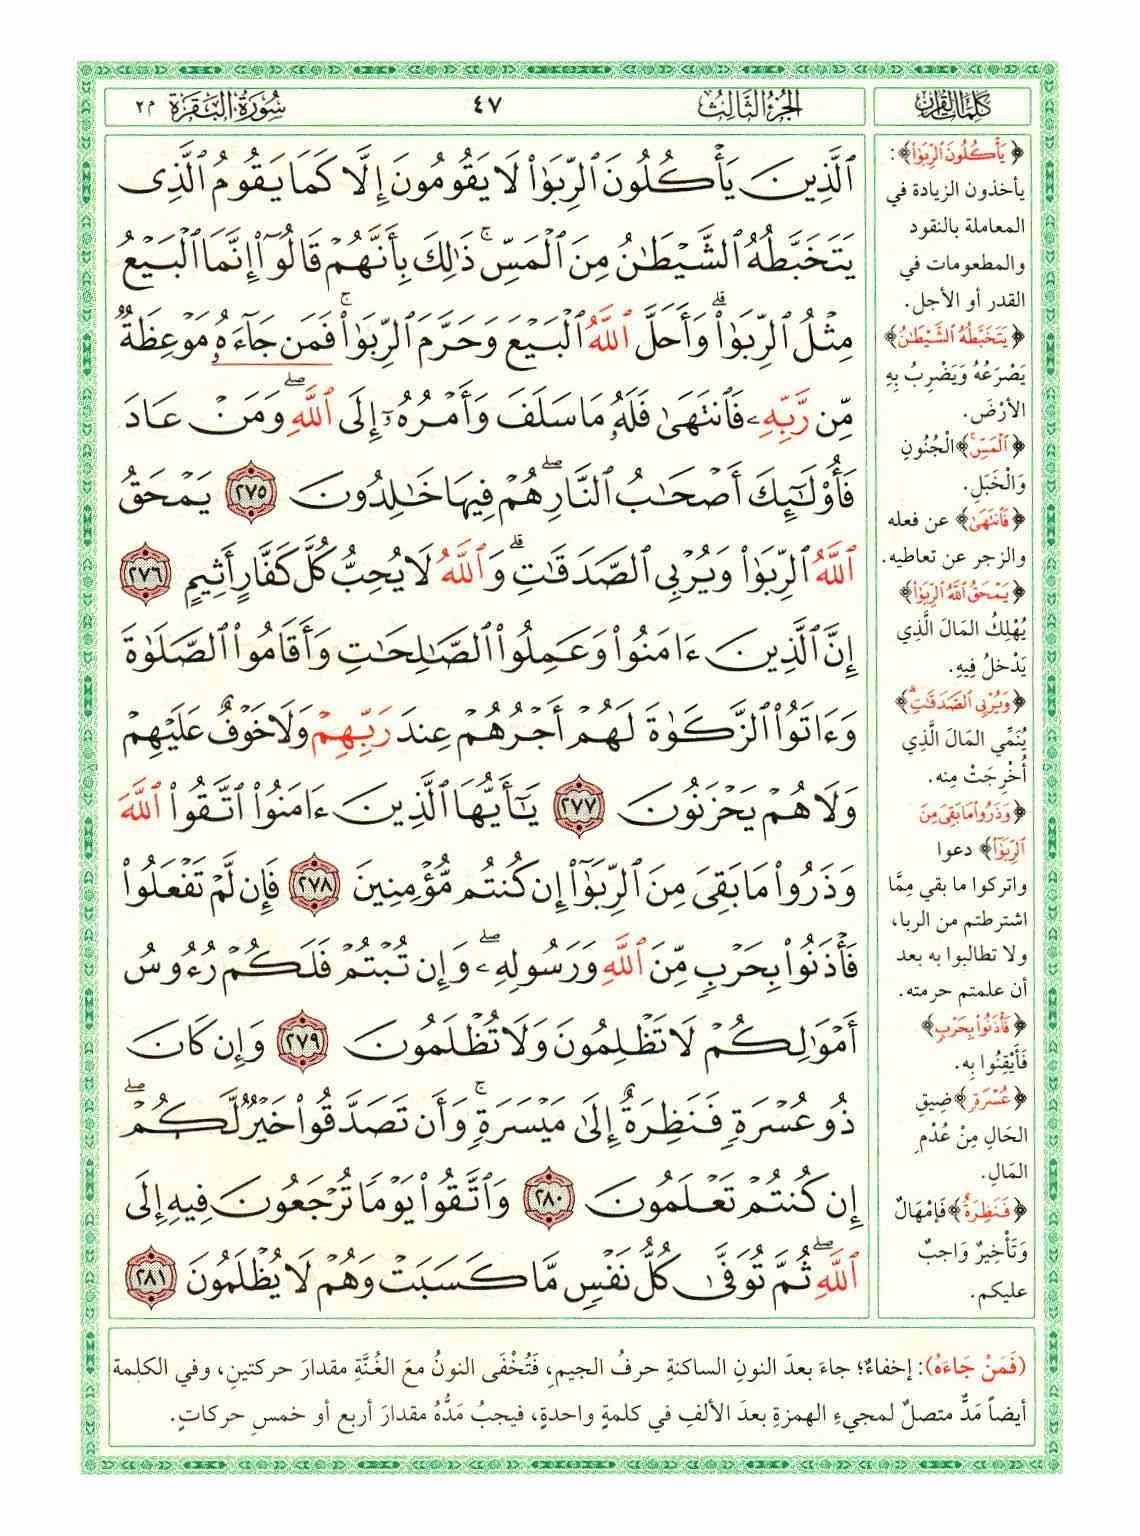 كلمات القرآن
الجزء الثالث
٤٧
سورة البقرة
م ٢
ٱلَّذِينَ يَأۡكُلُونَ ٱلرِّبَوٰاْ لَا يَقُومُونَ إِلَّا كَمَا يَقُومُ ٱلَّذِي
يَتَخَبَّطُهُ ٱلشَّيۡطَٰنُ مِنَ ٱلۡمَسِّۚ ذَٰلِكَ بِأَنَّهُمۡ قَالُوٓاْ إِنَّمَا ٱلۡبَيۡعُ
مِثۡلُ ٱلرِّبَوٰاْۗ وَأَحَلَّ ٱللَّهُ ٱلۡبَيۡعَ وَحَرَّمَ ٱلرِّبَوٰاْۚ فَمَن جَآءَهُۥ مَوۡعِظَةٞ
مِّن رَّبِّهِۦ فَٱنتَهَىٰ فَلَهُۥ مَا سَلَفَ وَأَمۡرُهُۥٓ إِلَى ٱللَّهِۖ وَمَنۡ عَادَ
فَأُوْلَٰٓئِكَ أَصۡحَٰبُ ٱلنَّارِۖ هُمۡ فِيهَا خَٰلِدُونَ ٢٧٥ يَمۡحَقُ
ٱللَّهُ ٱلرِّبَوٰاْ وَيُرۡبِي ٱلصَّدَقَٰتِۗ وَٱللَّهُ لَا يُحِبُّ كُلَّ كَفَّارٍ أَثِيمٍ ٢٧٦
إِنَّ ٱلَّذِينَ ءَامَنُواْ وَعَمِلُواْ ٱلصَّٰلِحَٰتِ وَأَقَامُواْ ٱلصَّلَوٰةَ
وَءَاتَوُاْ ٱلزَّكَوٰةَ لَهُمۡ أَجۡرُهُمۡ عِندَ رَبِّهِمۡ وَلَا خَوۡفٌ عَلَيۡهِمۡ
وَلَا هُمۡ يَحۡزَنُونَ ٢٧٧ يَٰٓأَيُّهَا ٱلَّذِينَ ءَامَنُواْ ٱتَّقُواْ ٱللَّهَ
وَذَرُواْ مَا بَقِيَ مِنَ ٱلرِّبَوٰٓاْ إِن كُنتُم مُّؤۡمِنِينَ ٢٧٨ فَإِن لَّمۡ تَفۡعَلُواْ
فَأۡذَنُواْ بِحَرۡبٖ مِّنَ ٱللَّهِ وَرَسُولِهِۦۖ وَإِن تُبۡتُمۡ فَلَكُمۡ رُءُوسُ
أَمۡوَٰلِكُمۡ لَا تَظۡلِمُونَ وَلَا تُظۡلَمُونَ ٢٧٩ وَإِن كَانَ
ذُو عُسۡرَةٖ فَنَظِرَةٌ إِلَىٰ مَيۡسَرَةٖۚ وَأَن تَصَدَّقُواْ خَيۡرٞ لَّكُمۡۖ
إِن كُنتُمۡ تَعۡلَمُونَ ٢٨٠ وَٱتَّقُواْ يَوۡمٗا تُرۡجَعُونَ فِيهِ إِلَى
ٱللَّهِۖ ثُمَّ تُوَفَّىٰ كُلُّ نَفۡسٖ مَّا كَسَبَتۡ وَهُمۡ لَا يُظۡلَمُونَ ٢٨١
﴿يَأۡكُلُونَ ٱلرِّبَوٰاْ﴾:
يأخذون الزيادة في
المعاملة بالنقود
والمطعومات في
القدر أو الأجل.
﴿يَتَخَبَّطُهُ ٱلشَّيۡطَٰنُ﴾
يَصْرَعُهُ وَيَضْرِبُ بِهِ
الأرْضَ.
﴿ٱلۡمَسِّۚ﴾ الْجُنُونِ
وَالْخَبَلِ.
﴿فَٱنتَهَىٰ﴾ عن فعله
والزجر عن تعاطيه.
﴿يَمۡحَقُ ٱللَّهُ ٱلرِّبَوٰاْ﴾
يُهْلِكُ المَالَ الَّذِي
يَدْخلُ فِيهِ.
﴿وَيُرۡبِي ٱلصَّدَقَٰتِۗ﴾
يُنَمِّي المَالَ الَّذِي
أُخْرِجَتْ مِنه.
﴿وَذَرُواْ مَا بَقِيَ مِنَ
ٱلرِّبَوٰٓاْ﴾ دعوا
واتركوا ما بقي مِمَّا
اشترطتم من الربا،
ولا تطالبوا به بعد
أن علمتم حرمته.
﴿فَأۡذَنُواْ بِحَرۡبٖ﴾
فَأَيْقِنُوا بِه.
﴿عُسۡرَةٖ﴾ ضِيقِ
الحَالِ مِنْ عُدْمِ
المَالِ.
﴿فَنَظِرَةٌ﴾ فَإمْهَالٌ
وَتَأْخِيرٌ وَاجبٌ
عليكم.
(فَمَنْ جَاءَهُ): إخفاءٌ؛ جاءَ بعدَ النونِ الساكنةِ حرفُ الجيمِ، فَتُخْفَى النونُ معَ الغُنَّةِ مقدارَ حركتينِ، وفي الكلمة
أيضاً مَدٌّ متصلٌ لمجيءِ الهمزةِ بعدَ الألفِ في كلمةٍ واحدةٍ، فيجبُ مَدُّهُ مقدارَ أربع أو خمسِ حركاتٍ.